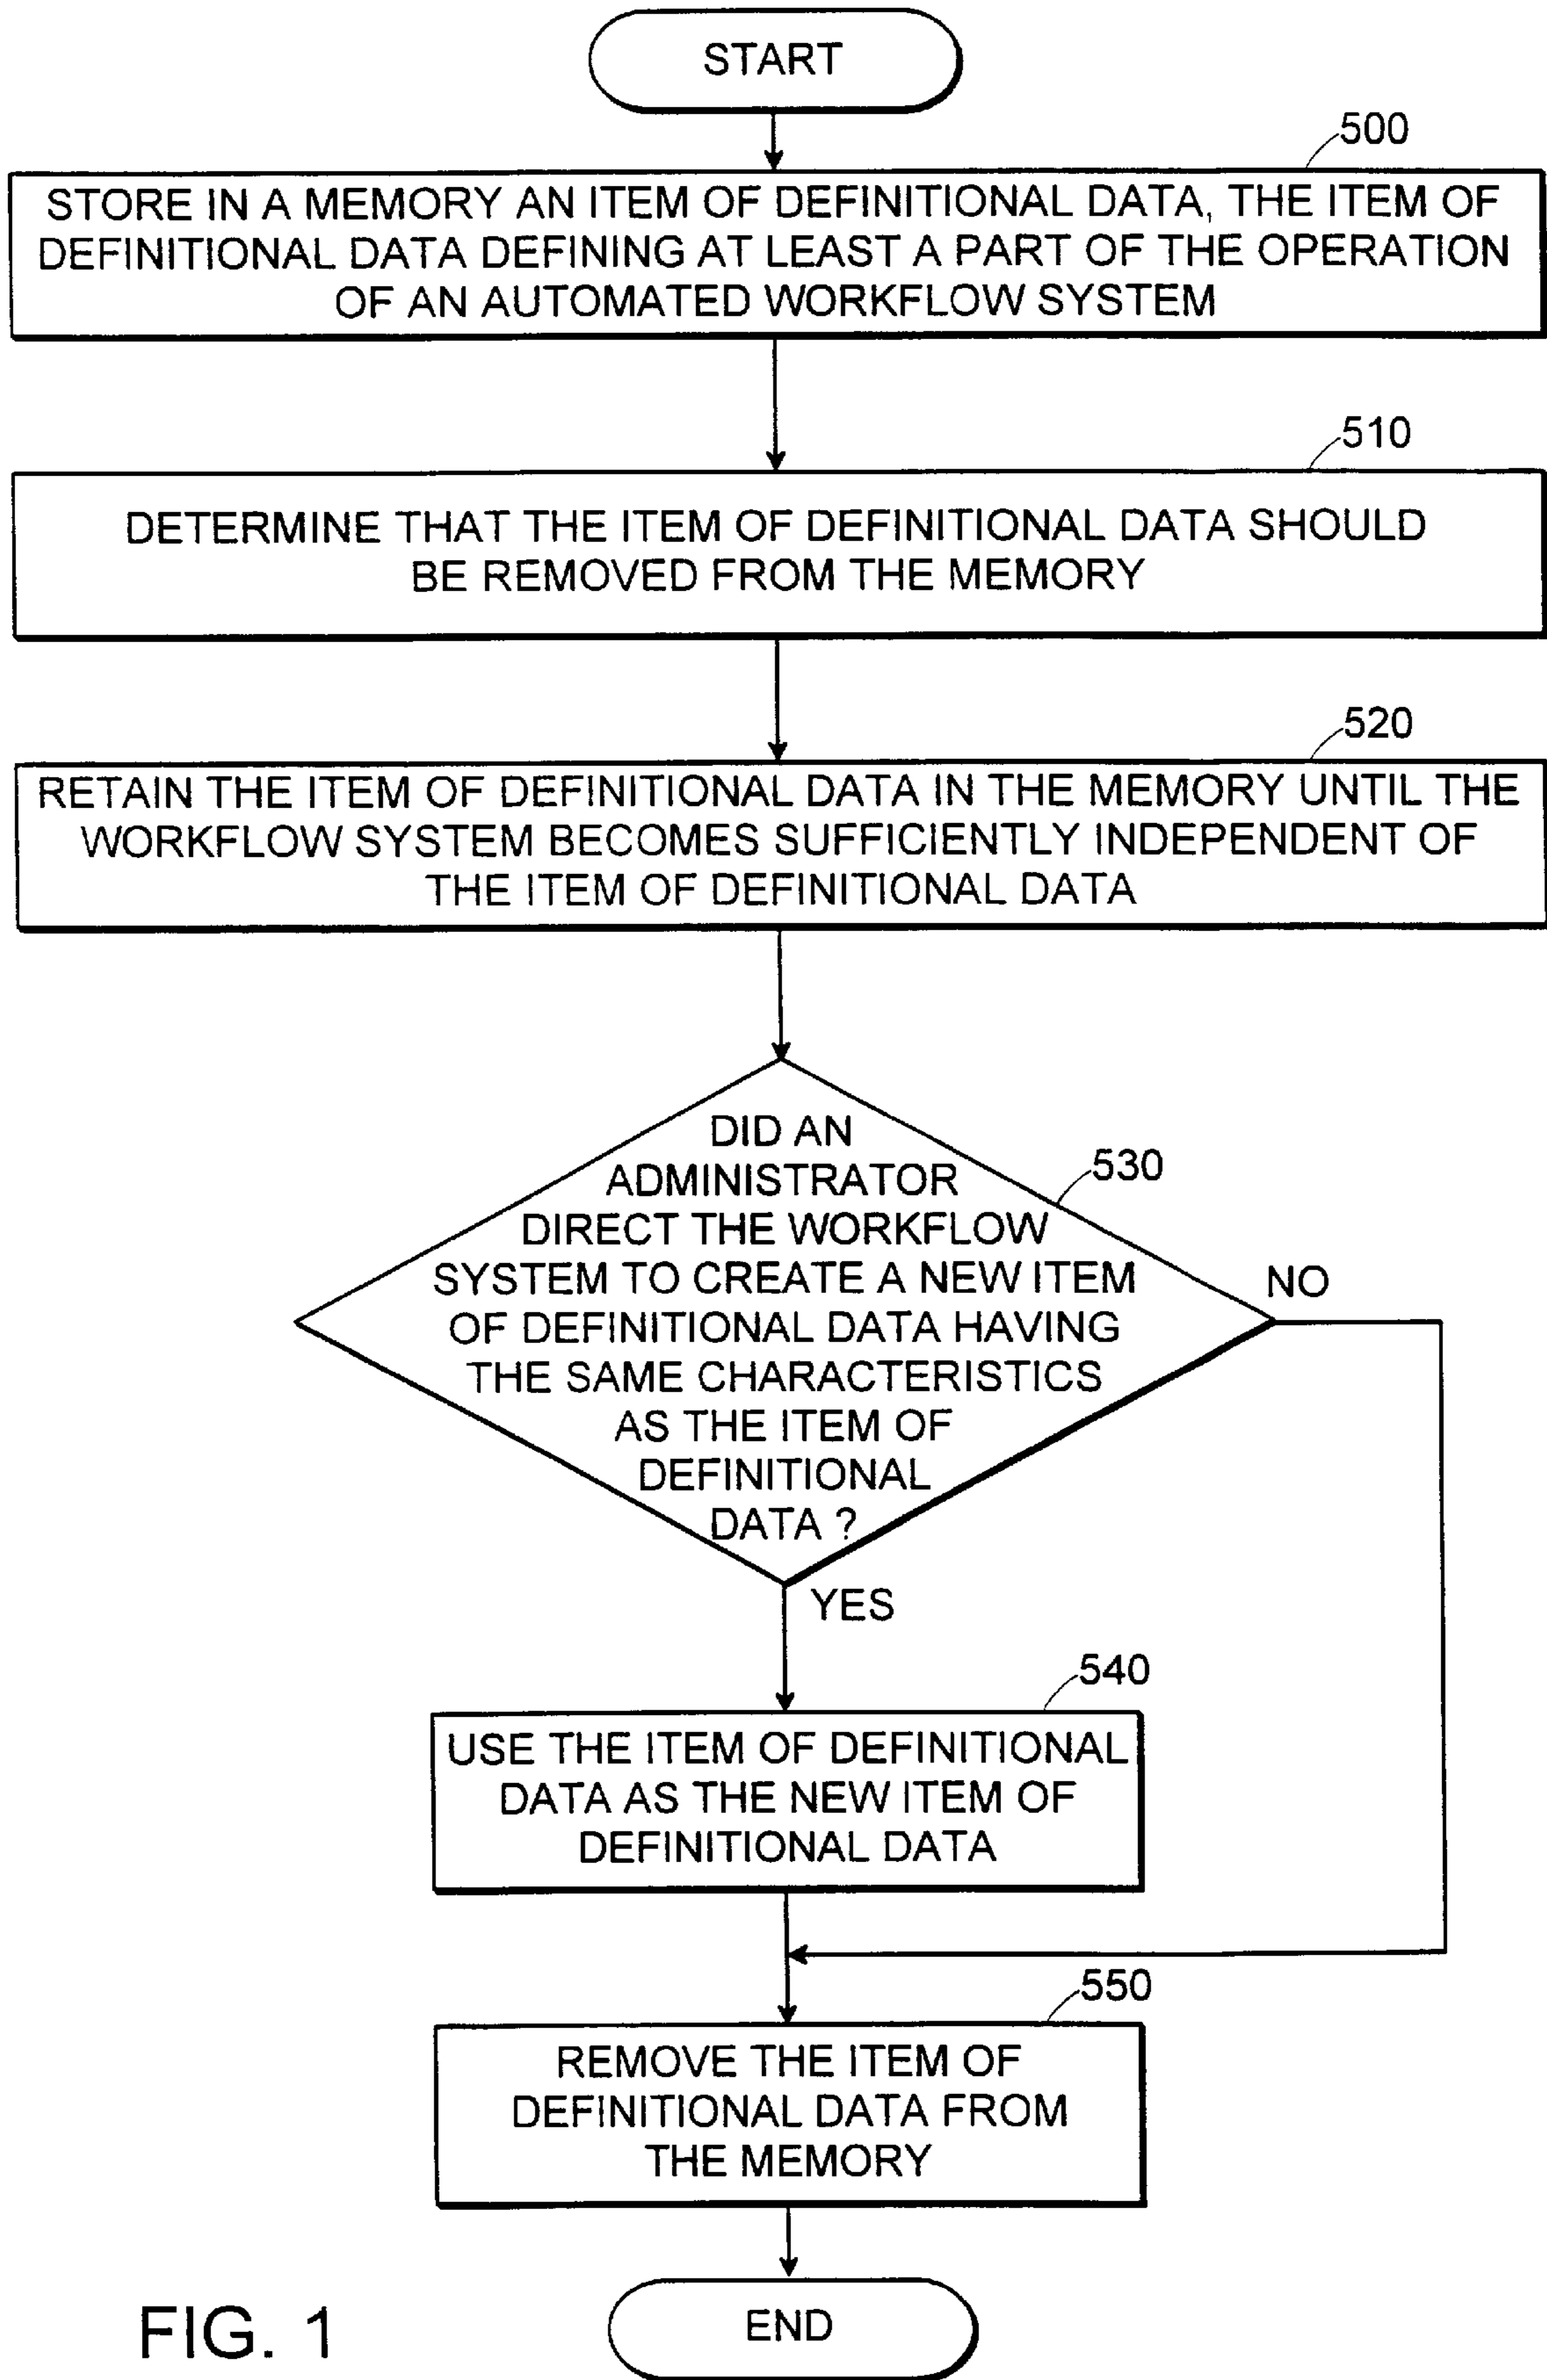 START
500
STORE IN A MEMORY AN ITEM OF DEFINITIONAL DATA, THE ITEM OF
DEFINITIONAL DATA DEFINING AT LEAST A PART OF THE OPERATION
OF AN AUTOMATED WORKFLOW SYSTEM
510
DETERMINE THAT THE ITEM OF DEFINITIONAL DATA SHOULD
BE REMOVED FROM THE MEMORY
520
RETAIN THE ITEM OF DEFINITIONAL DATA IN THE MEMORY UNTIL THE
WORKFLOW SYSTEM BECOMES SUFFICIENTLY INDEPENDENT OF
THE ITEM OF DEFINITIONAL DATA
530
DID AN
ADMINISTRATOR
DIRECT THE WORKFLOW
SYSTEM TO CREATE A NEW ITEM
OF DEFINITIONAL DATA HAVING
THE SAME CHARACTERISTICS
AS THE ITEM OF
DEFINITIONAL
DATA ?
NO
YES
540
USE THE ITEM OF DEFINITIONAL
DATA AS THE NEW ITEM OF
DEFINITIONAL DATA
550
REMOVE THE ITEM OF
DEFINITIONAL DATA FROM
THE MEMORY
END
FIG. 1